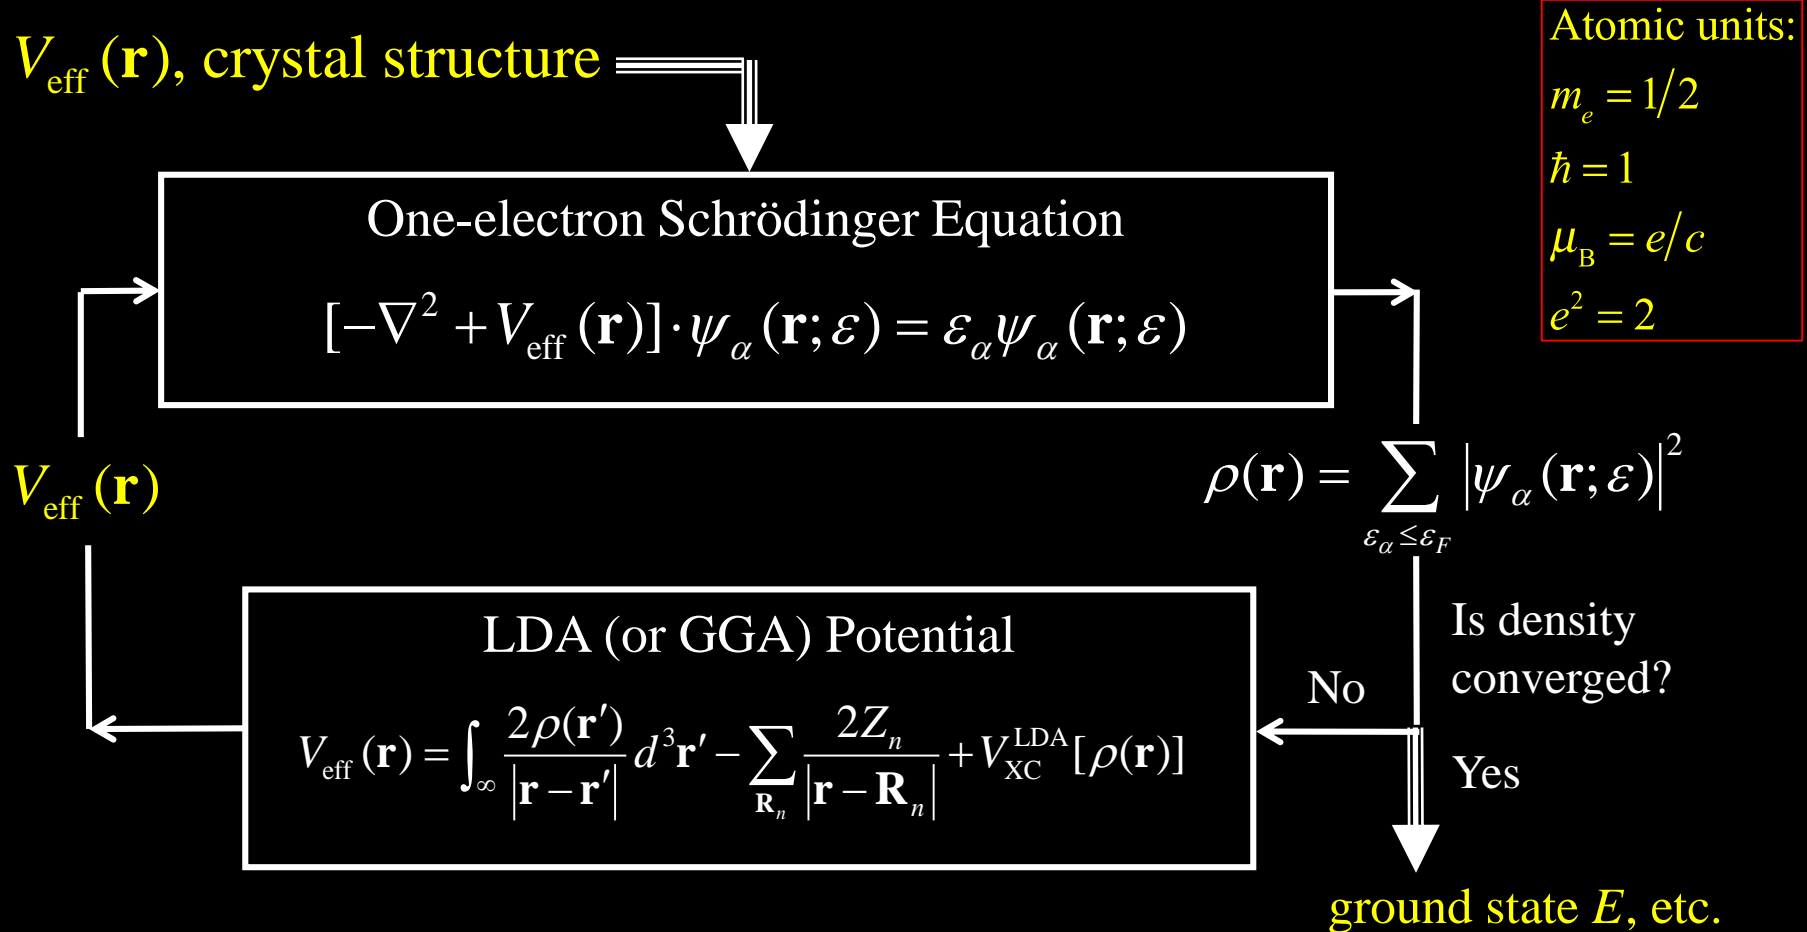 V_eff (r), crystal structure
Atomic units:
m_e = 1/2
ħ = 1
μ_B = e/c
e² = 2
One-electron Schrödinger Equation
[−∇² + V_eff (r)]·ψ_α (r; ε) = ε_α ψ_α (r; ε)
V_eff (r)
ρ(r) = ∑_{ε_α ≤ ε_F} |ψ_α (r; ε)|²
Is density
converged?
No
Yes
LDA (or GGA) Potential
V_eff (r) = ∫_∞ 2ρ(r′)/|r − r′| d³r′ − ∑_{R_n} 2Z_n/|r − R_n| + V_XC^LDA [ρ(r)]
ground state E, etc.